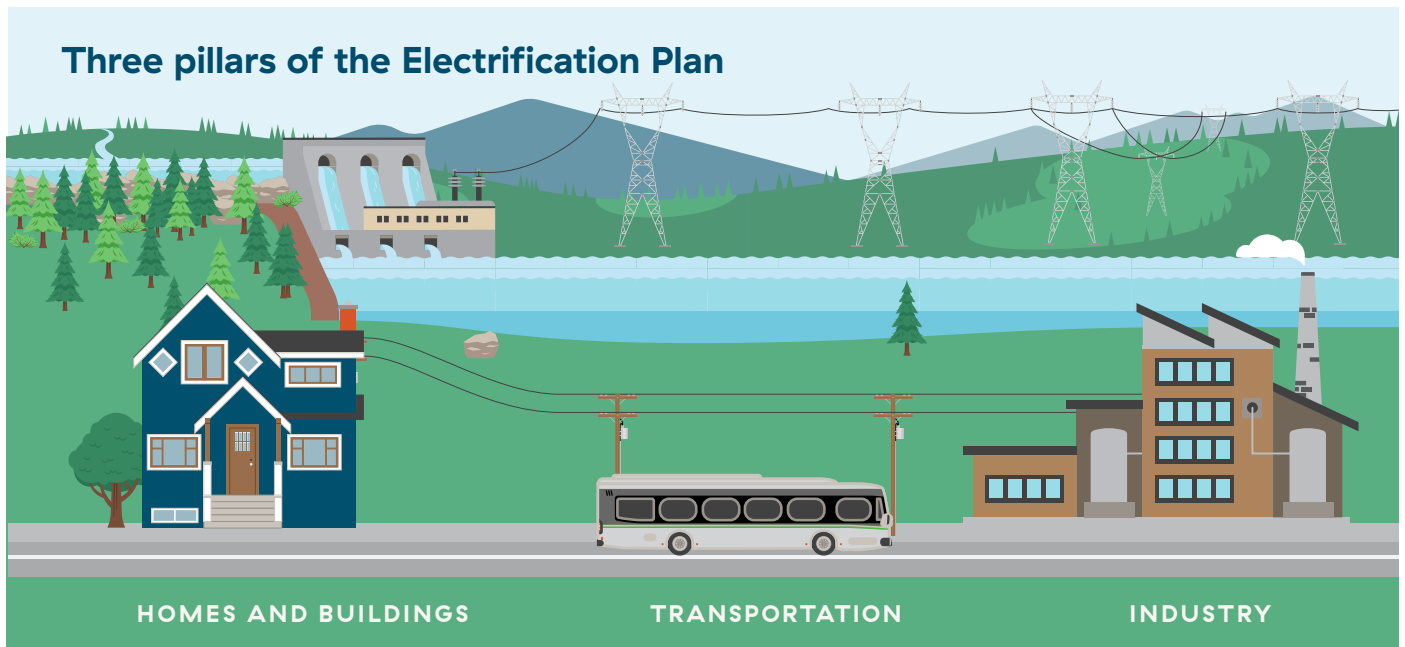 Three pillars of the Electrification Plan
HOMES AND BUILDINGS
TRANSPORTATION
INDUSTRY